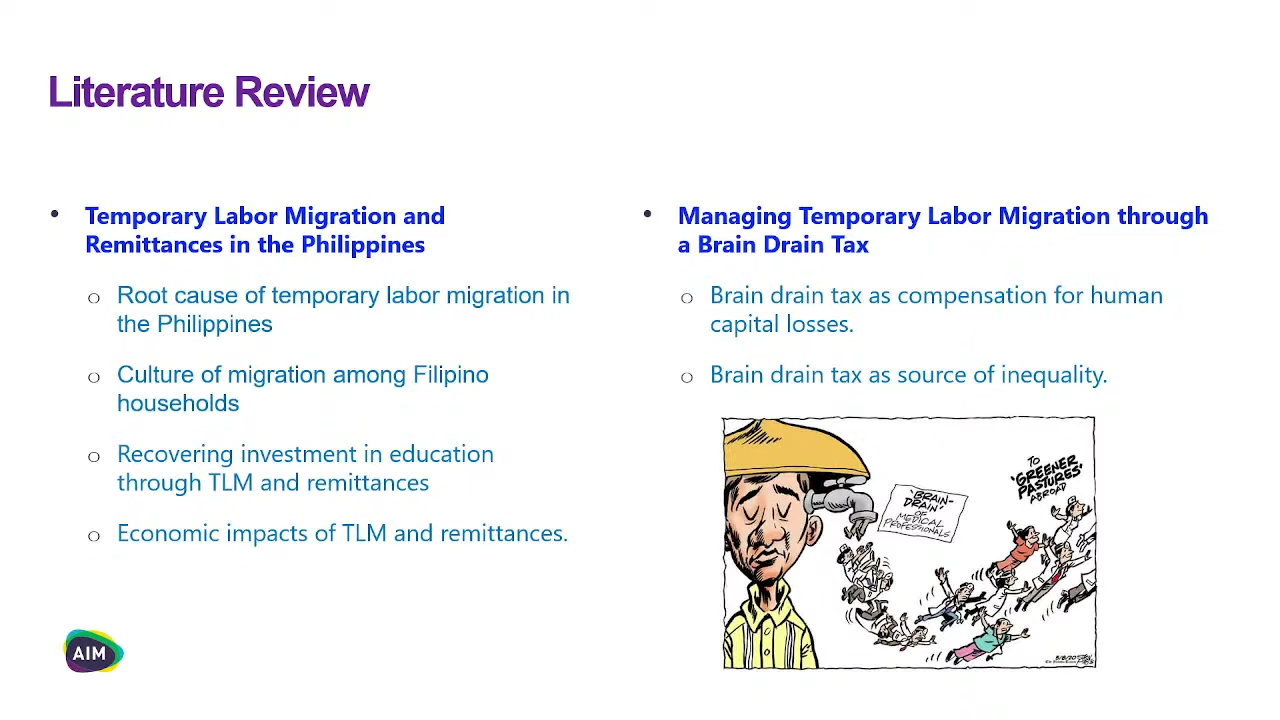 Literature Review
• Temporary Labor Migration and
Remittances in the Philippines
o Root cause of temporary labor migration in
the Philippines
o Culture of migration among Filipino
households
o Recovering investment in education
through TLM and remittances
o Economic impacts of TLM and remittances.
• Managing Temporary Labor Migration through
a Brain Drain Tax
o Brain drain tax as compensation for human
capital losses.
o Brain drain tax as source of inequality.
'BRAIN-
DRAIN'
OF
MEDICAL
PROFESSIONALS
TO
'GREENER
PASTURES'
ABROAD
AIM